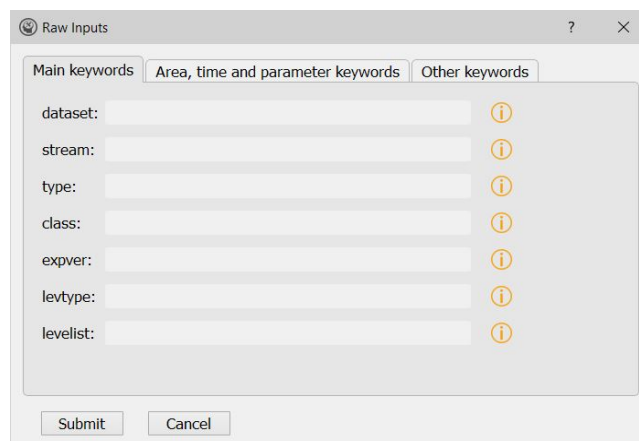 Raw Inputs ?
Main keywords Area, time and parameter keywords Other keywords
dataset:
stream:
type:
class:
expver:
levtype:
levelist:
Submit Cancel